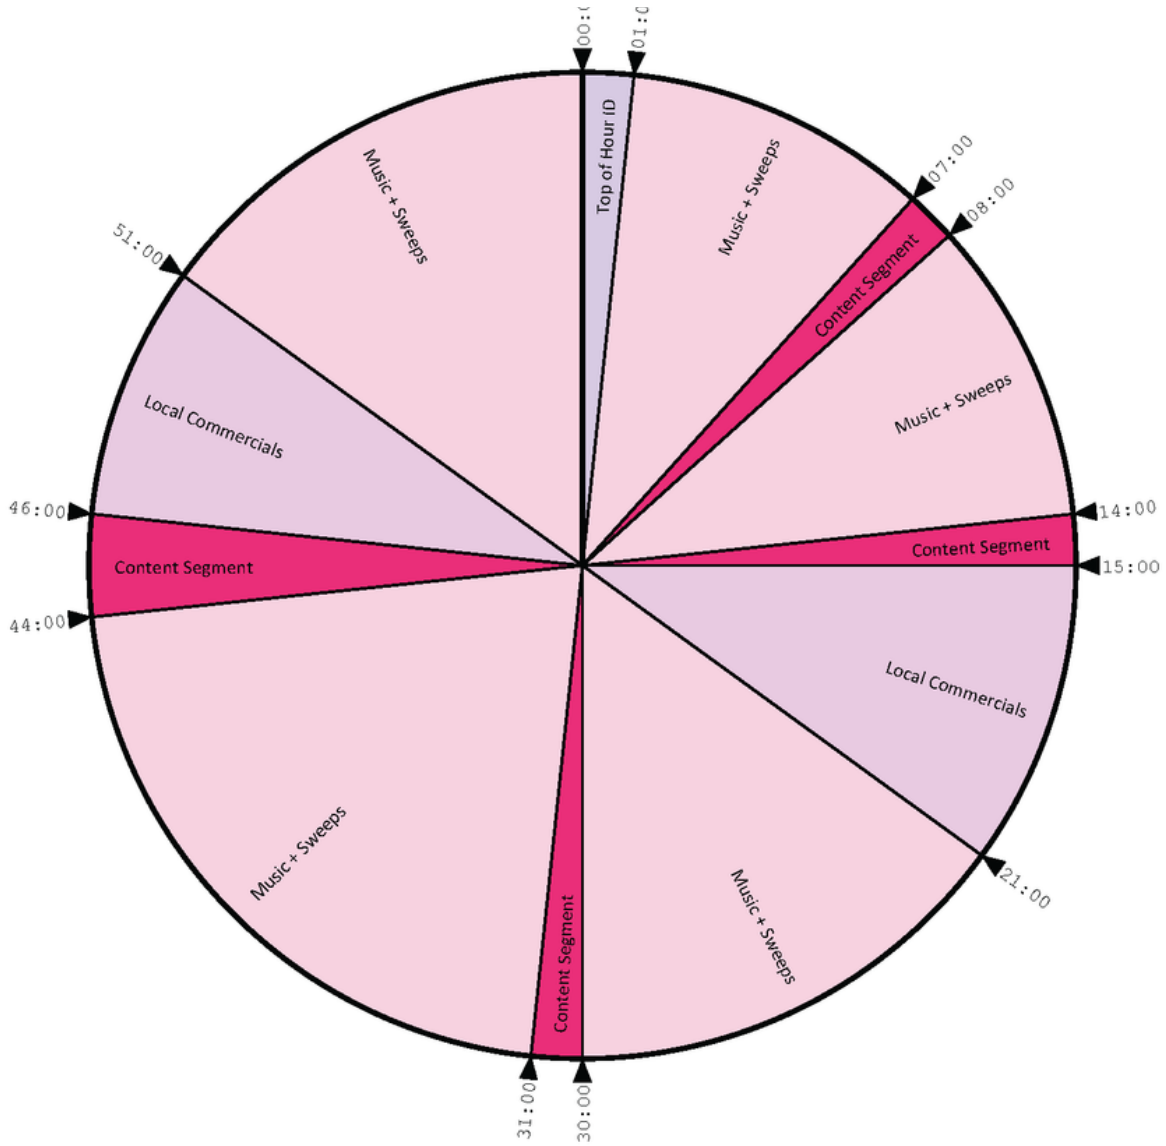 00:0
01:0
Top of Hour ID
Music + Sweeps
07:00
Content Segment
08:00
Music + Sweeps
14:00
Content Segment
15:00
Local Commercials
21:00
Music + Sweeps
30:00
Content Segment
31:00
Music + Sweeps
44:00
Content Segment
46:00
Local Commercials
51:00
Music + Sweeps